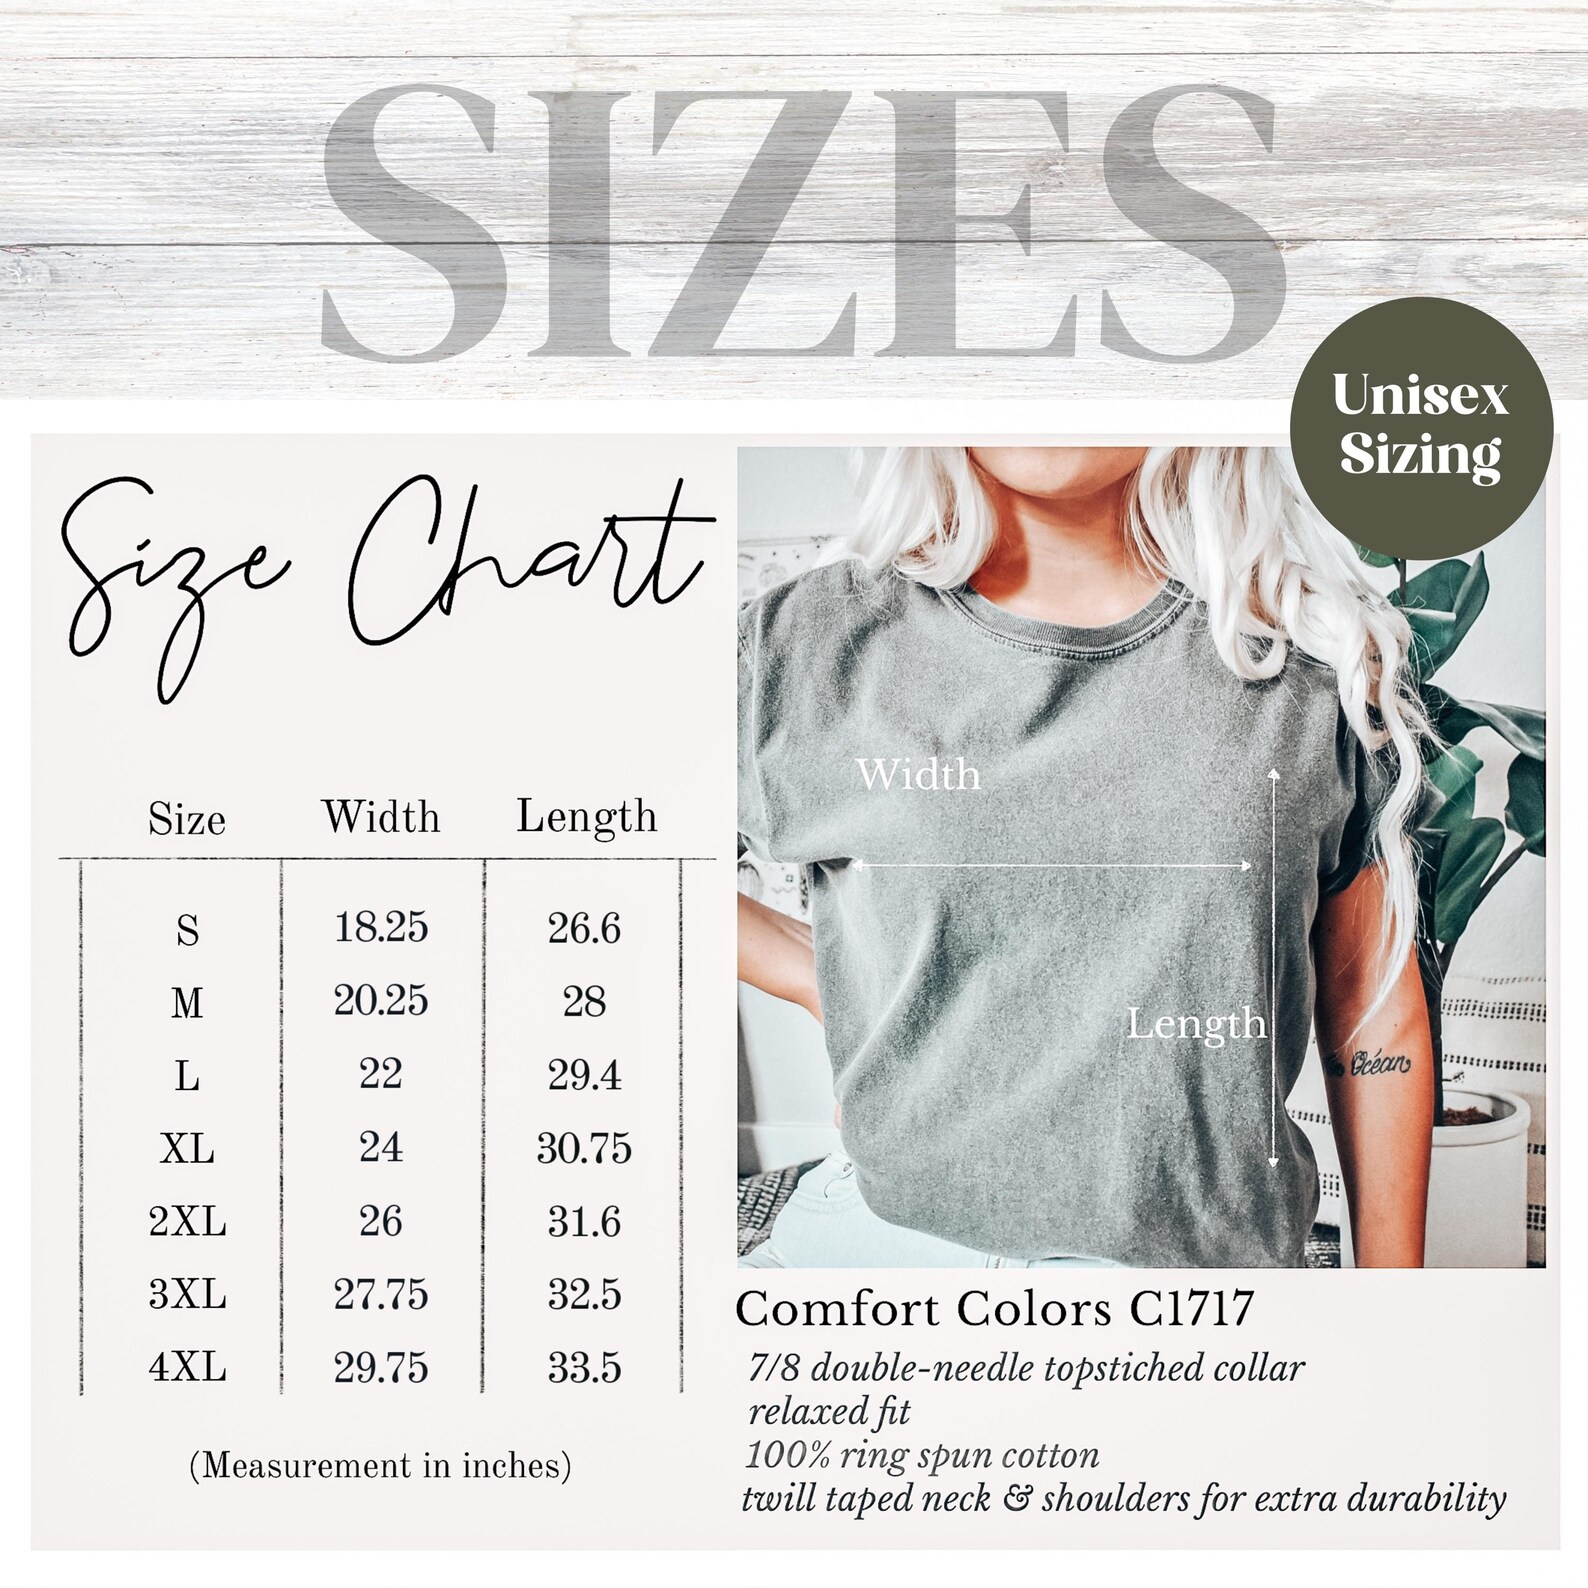 SIZES
Unisex
Sizing
Size Chart
Size Width Length
S 18.25 26.6
M 20.25 28
L 22 29.4
XL 24 30.75
2XL 26 31.6
3XL 27.75 32.5
4XL 29.75 33.5
(Measurement in inches)
Width
Length
Océan
Comfort Colors C1717
7/8 double-needle topstiched collar
relaxed fit
100% ring spun cotton
twill taped neck & shoulders for extra durability